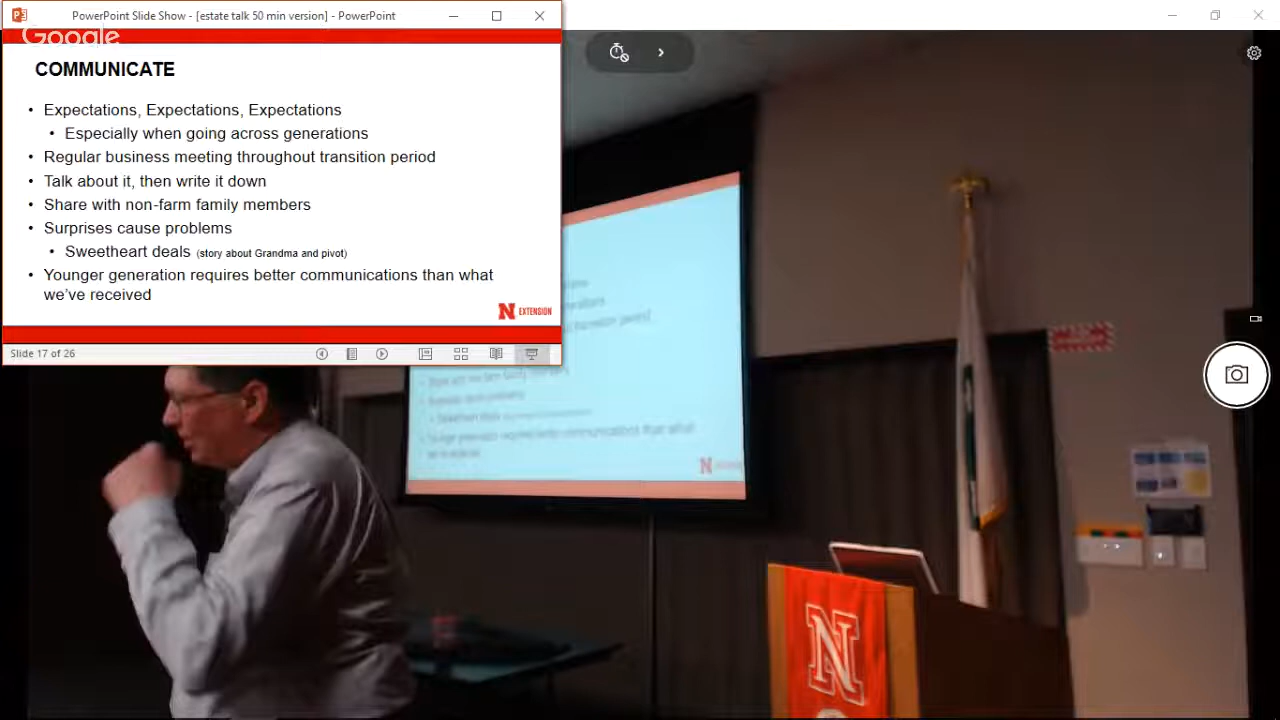 PowerPoint Slide Show - [estate talk 50 min version] - PowerPoint
Google
COMMUNICATE
• Expectations, Expectations, Expectations
• Especially when going across generations
• Regular business meeting throughout transition period
• Talk about it, then write it down
• Share with non-farm family members
• Surprises cause problems
• Sweetheart deals (story about Grandma and pivot)
• Younger generation requires better communications than what
we've received
N EXTENSION
Slide 17 of 26
N
N